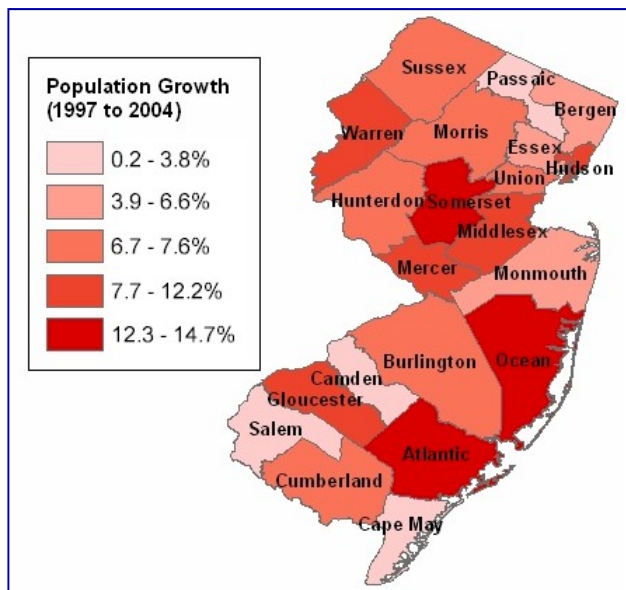 Population Growth
(1997 to 2004)
0.2 - 3.8%
3.9 - 6.6%
6.7 - 7.6%
7.7 - 12.2%
12.3 - 14.7%
Sussex
Passaic
Bergen
Warren
Morris
Essex
Hudson
Union
Hunterdon
Somerset
Middlesex
Mercer
Monmouth
Ocean
Burlington
Camden
Gloucester
Salem
Atlantic
Cumberland
Cape May